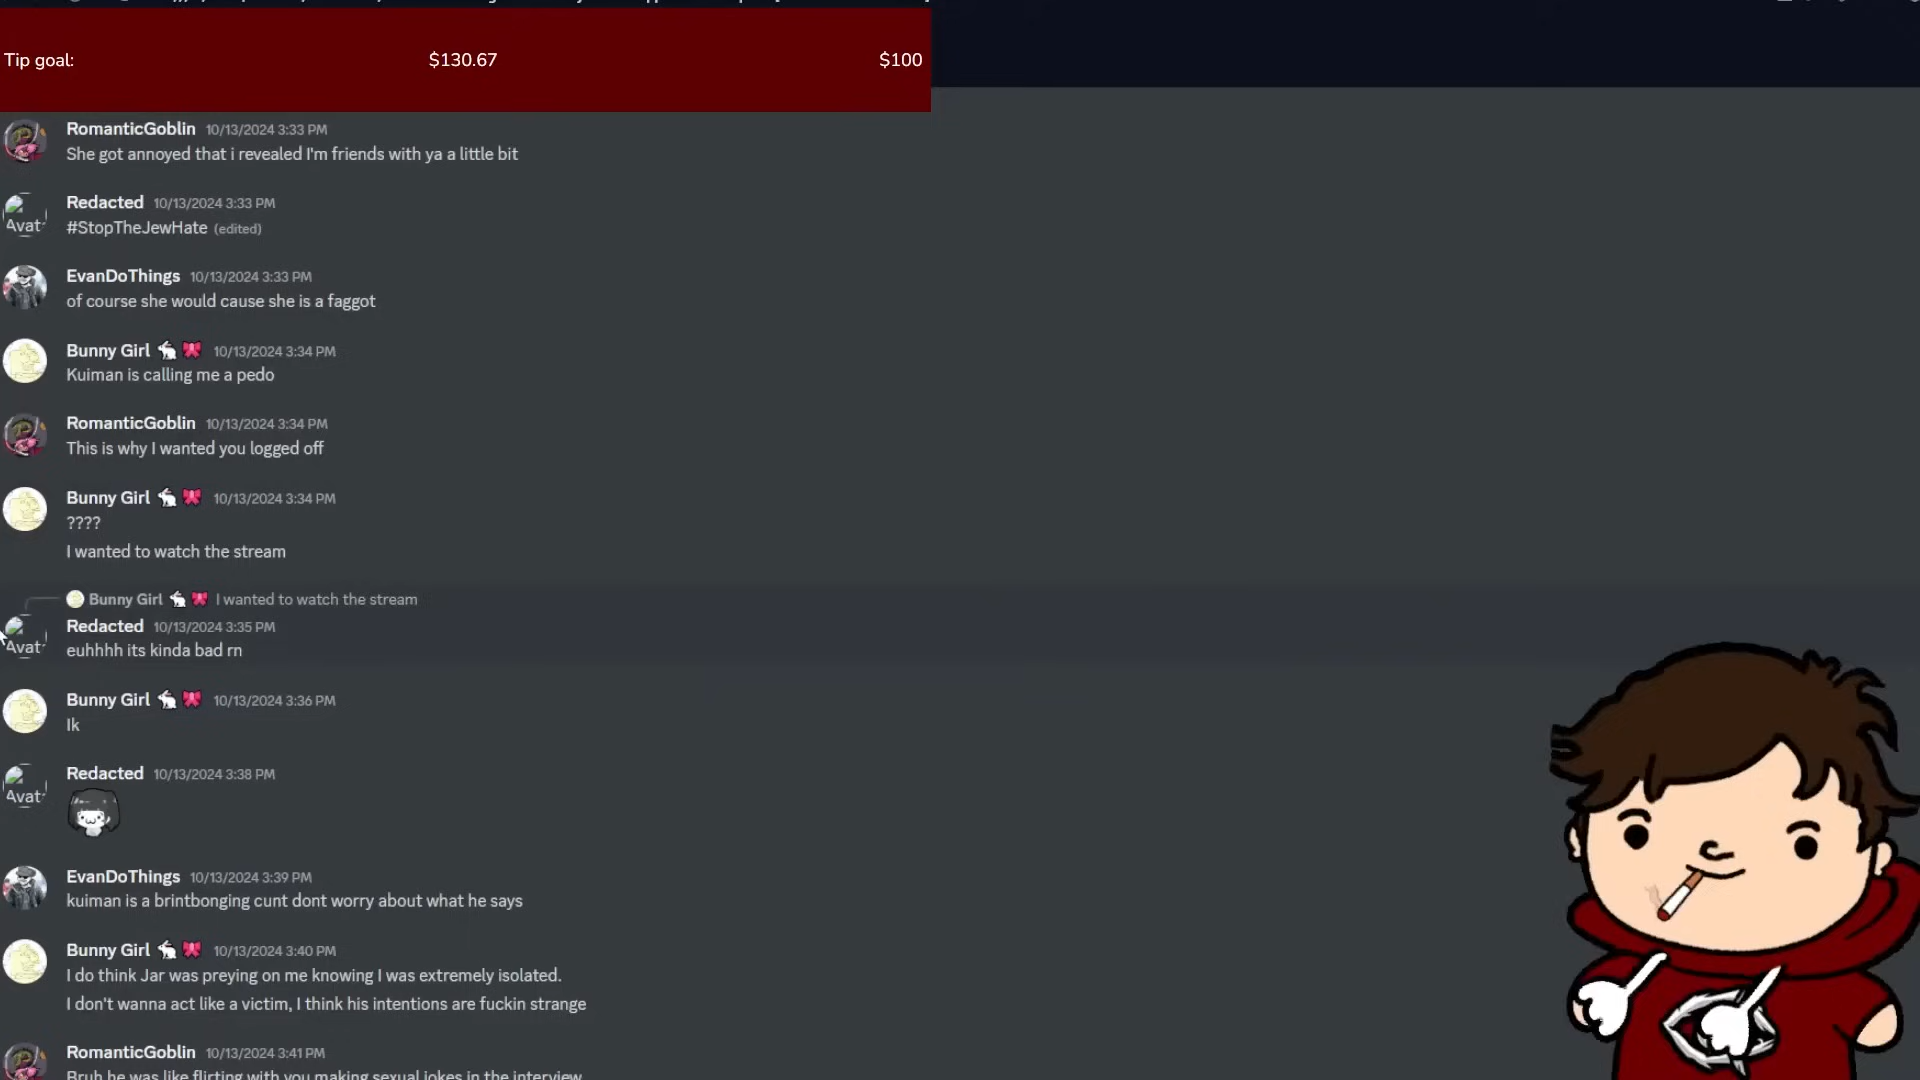 Tip goal: $130.67 $100
RomanticGoblin 10/13/2024 3:33 PM
She got annoyed that i revealed I'm friends with ya a little bit
Avat
Redacted 10/13/2024 3:33 PM
#StopTheJewHate (edited)
EvanDoThings 10/13/2024 3:33 PM
of course she would cause she is a faggot
Bunny Girl 🐇 🎀 10/13/2024 3:34 PM
Kuiman is calling me a pedo
RomanticGoblin 10/13/2024 3:34 PM
This is why I wanted you logged off
Bunny Girl 🐇 🎀 10/13/2024 3:34 PM
????
I wanted to watch the stream
Bunny Girl 🐇 🎀 I wanted to watch the stream
Avat
Redacted 10/13/2024 3:35 PM
euhhhh its kinda bad rn
Bunny Girl 🐇 🎀 10/13/2024 3:36 PM
Ik
Avat
Redacted 10/13/2024 3:38 PM
EvanDoThings 10/13/2024 3:39 PM
kuiman is a brintbonging cunt dont worry about what he says
Bunny Girl 🐇 🎀 10/13/2024 3:40 PM
I do think Jar was preying on me knowing I was extremely isolated.
I don't wanna act like a victim, I think his intentions are fuckin strange
RomanticGoblin 10/13/2024 3:41 PM
Bruh he was like flirting with you making sexual jokes in the interview